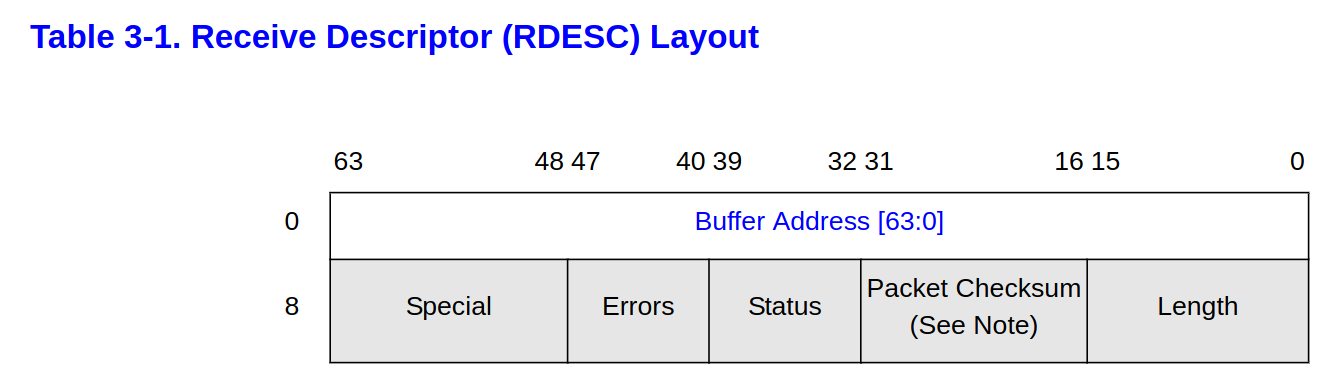 Table 3-1. Receive Descriptor (RDESC) Layout
63 48 47 40 39 32 31 16 15 0
0 Buffer Address [63:0]
8 Special Errors Status Packet Checksum (See Note) Length